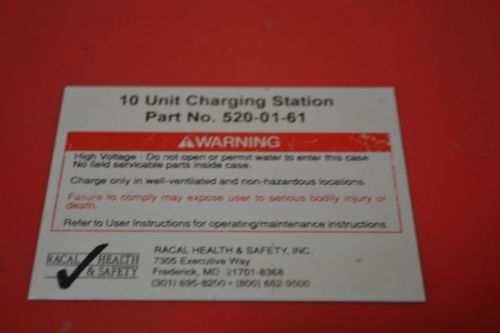 10 Unit Charging Station
Part No. 520-01-61
WARNING
High Voltage - Do not open or permit water to enter this case
No field servicable parts inside case.
Charge only in well-ventilated and non-hazardous locations.
Failure to comply may expose user to serious bodily injury or
death.
Refer to User Instructions for operating/maintenance instructions.
RACAL HEALTH & SAFETY
RACAL HEALTH & SAFETY, INC.
7305 Executive Way
Frederick, MD 21701-8368
(301) 695-8200 • (800) 682-9500